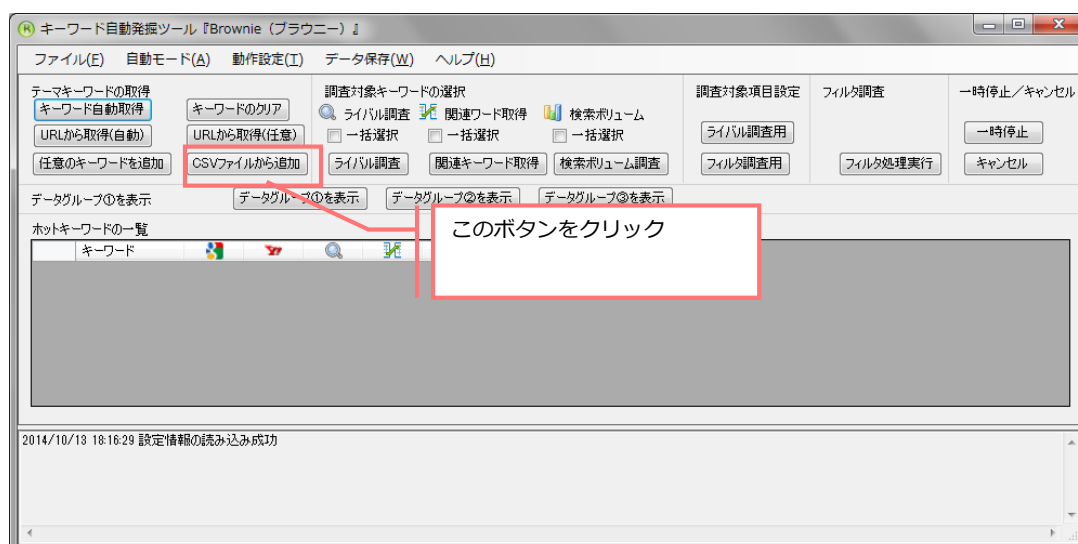 キーワード自動発掘ツール『Brownie（ブラウニー）』
ファイル(F) 自動モード(A) 動作設定(T) データ保存(W) ヘルプ(H)
テーマキーワードの取得 調査対象キーワードの選択 調査対象項目設定 フィルタ調査 一時停止／キャンセル
キーワード自動取得 キーワードのクリア ライバル調査 関連ワード取得 検索ボリューム
URLから取得(自動) URLから取得(任意) 一括選択 一括選択 一括選択 ライバル調査用 一時停止
任意のキーワードを追加 CSVファイルから追加 ライバル調査 関連キーワード取得 検索ボリューム調査 フィルタ調査用 フィルタ処理実行 キャンセル
データグループ①を表示 データグループ①を表示 データグループ②を表示 データグループ③を表示
このボタンをクリック
ホットキーワードの一覧
キーワード
2014/10/13 18:16:29 設定情報の読み込み成功